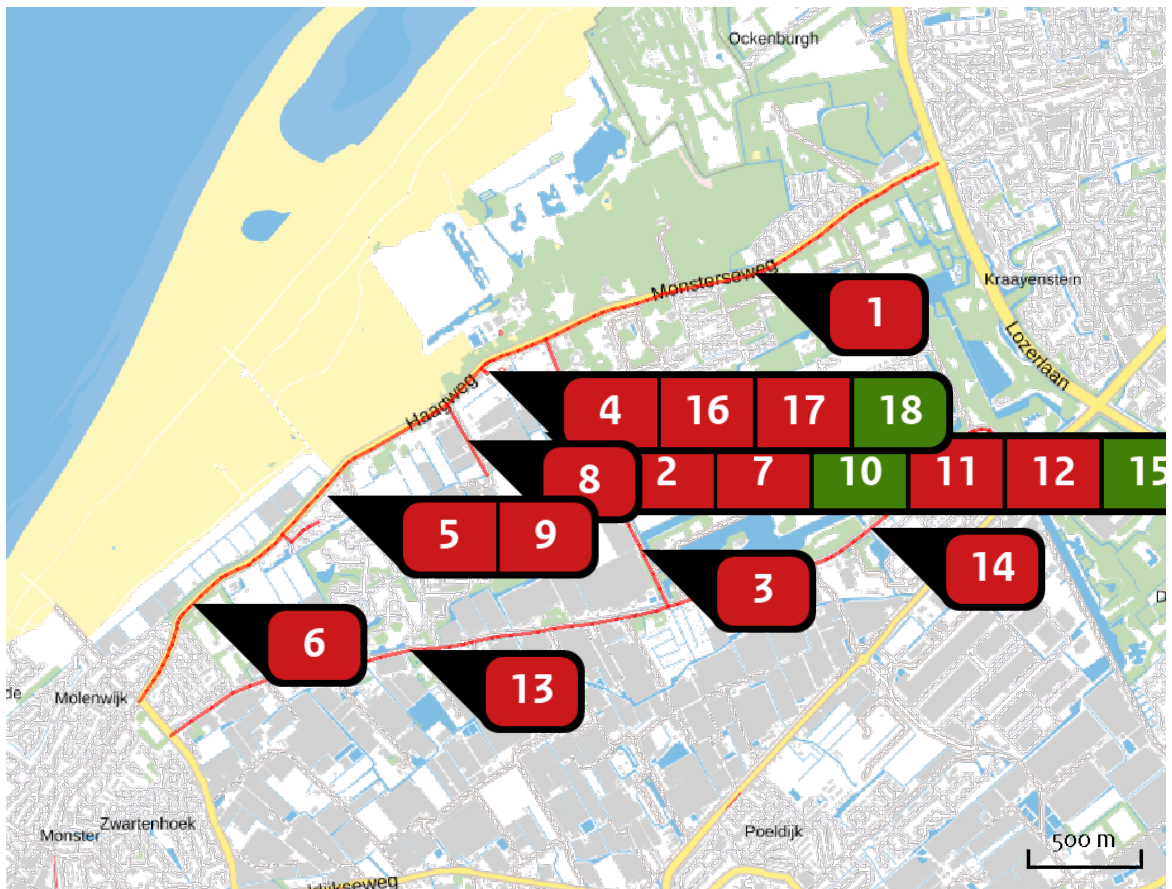 Ockenburgh
Monsterseweg
Kraayenstein
1
Lozerlaan
Haagweg
4 16 17 18
8 2 7 10 11 12 15
5 9
14
3
6
13
de
Molenwijk
D
Zwartenhoek
Monster
Poeldijk
500 m